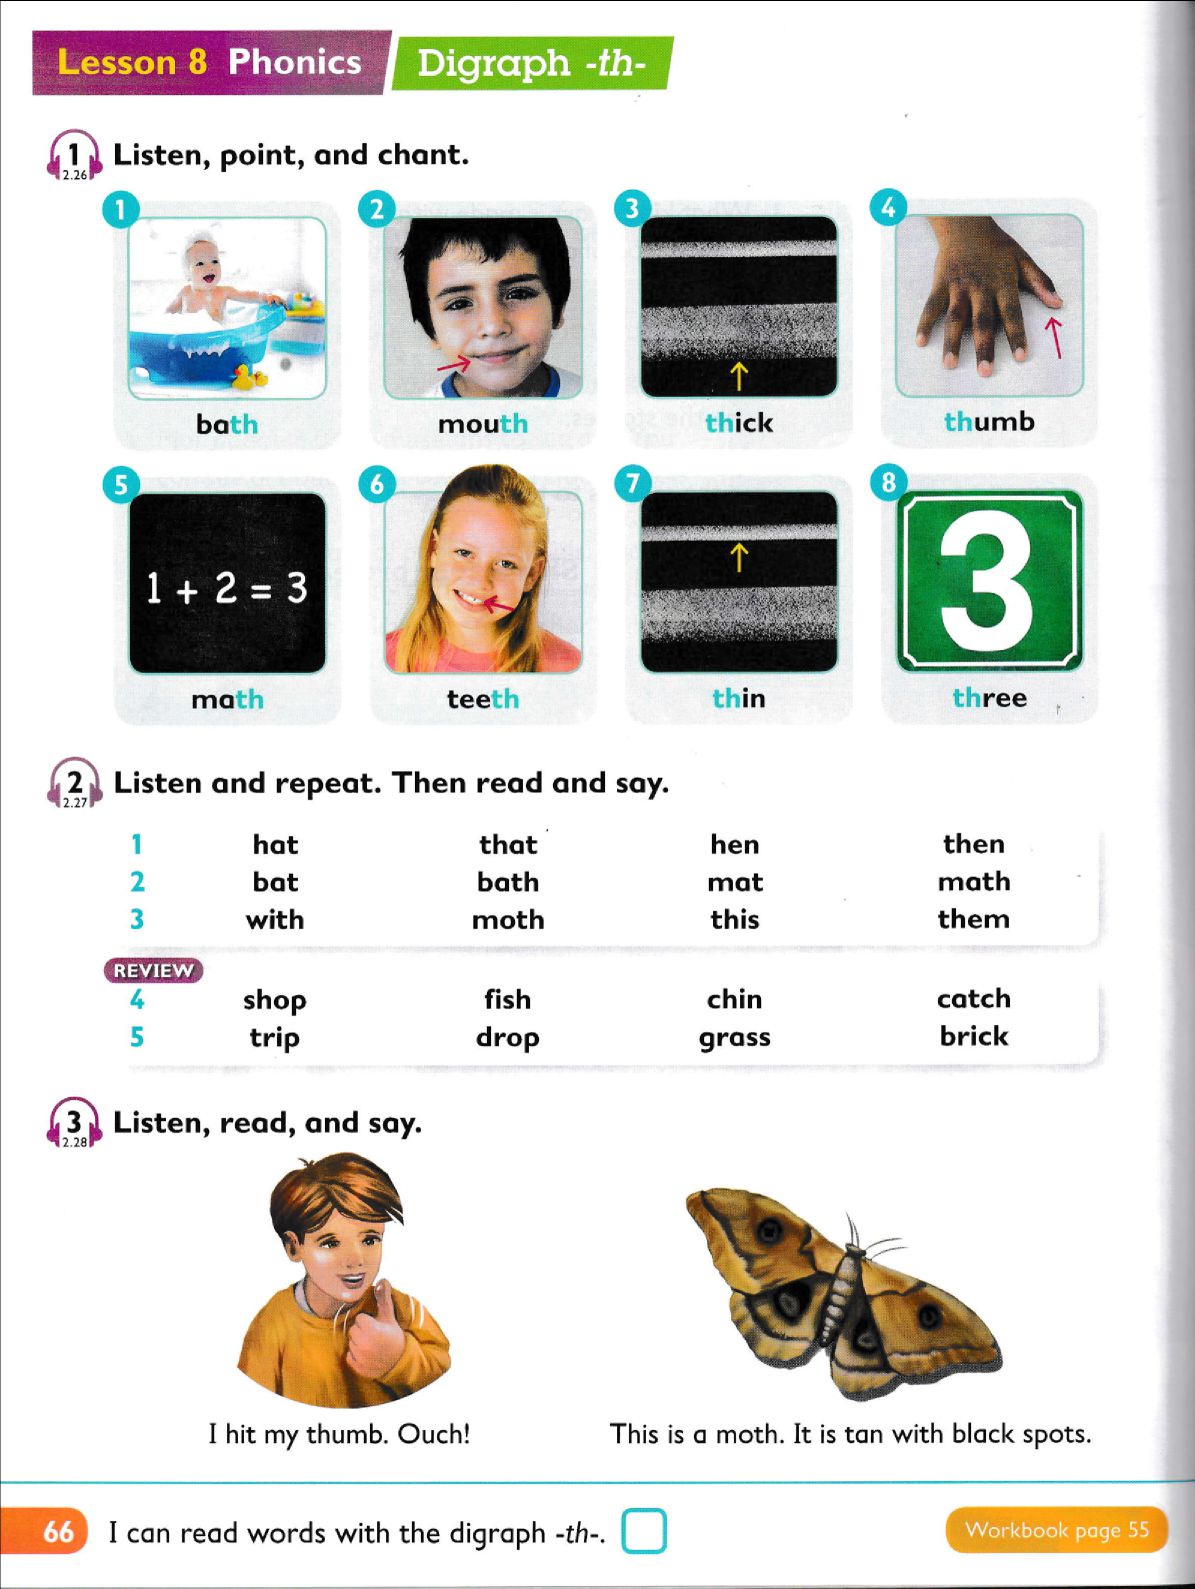 Lesson 8 Phonics Digraph -th-
1 Listen, point, and chant.
2.26
1 2 3 4
bath mouth thick thumb
5 6 7 8
1 + 2 = 3 3
math teeth thin three
2 Listen and repeat. Then read and say.
2.27
1 hat that hen then
2 bat bath mat math
3 with moth this them
REVIEW
4 shop fish chin catch
5 trip drop grass brick
3 Listen, read, and say.
2.28
I hit my thumb. Ouch! This is a moth. It is tan with black spots.
66 I can read words with the digraph -th-. Workbook page 55